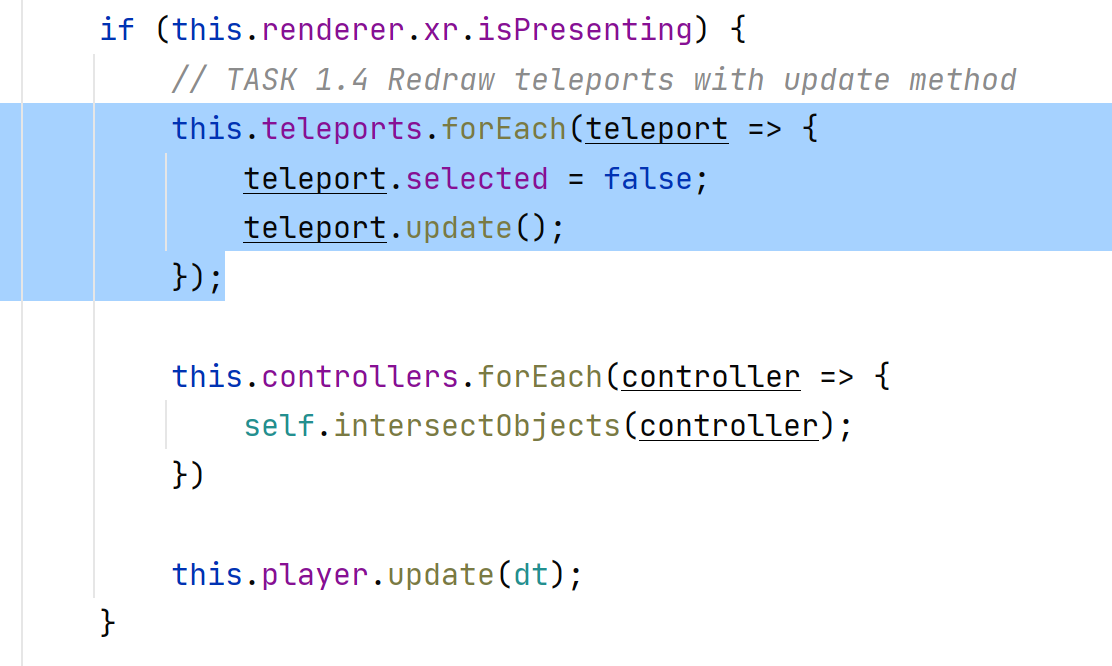 if (this.renderer.xr.isPresenting) {
// TASK 1.4 Redraw teleports with update method
this.teleports.forEach(teleport => {
teleport.selected = false;
teleport.update();
});
this.controllers.forEach(controller => {
self.intersectObjects(controller);
})
this.player.update(dt);
}